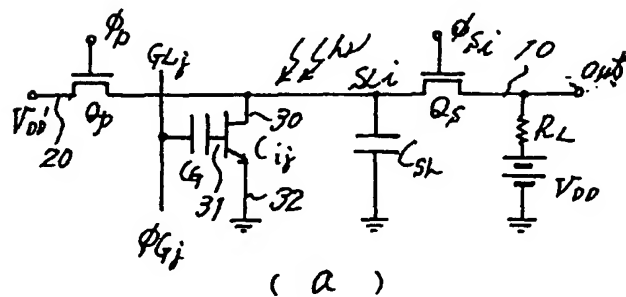 φp
GLj
hν
SLi
φSi
10
out
VDD'
20
Qp
30
CG
31
Cij
32
CSL
Qs
RL
VDD
φGj
( a )